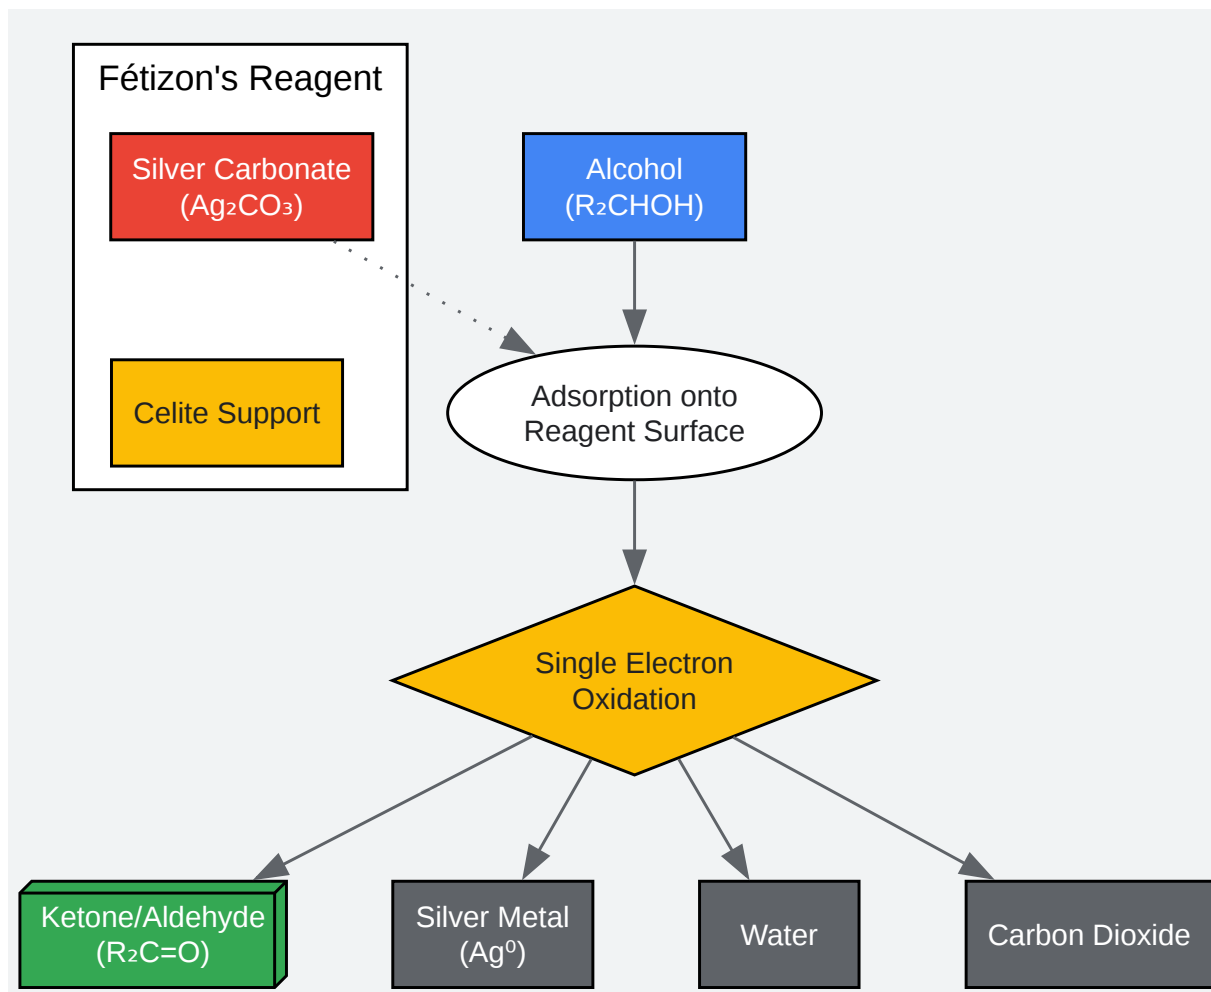 Fétizon's Reagent
Silver Carbonate
(Ag₂CO₃)
Alcohol
(R₂CHOH)
Celite Support
Adsorption onto
Reagent Surface
Single Electron
Oxidation
Ketone/Aldehyde
(R₂C=O)
Silver Metal
(Ag⁰)
Water
Carbon Dioxide